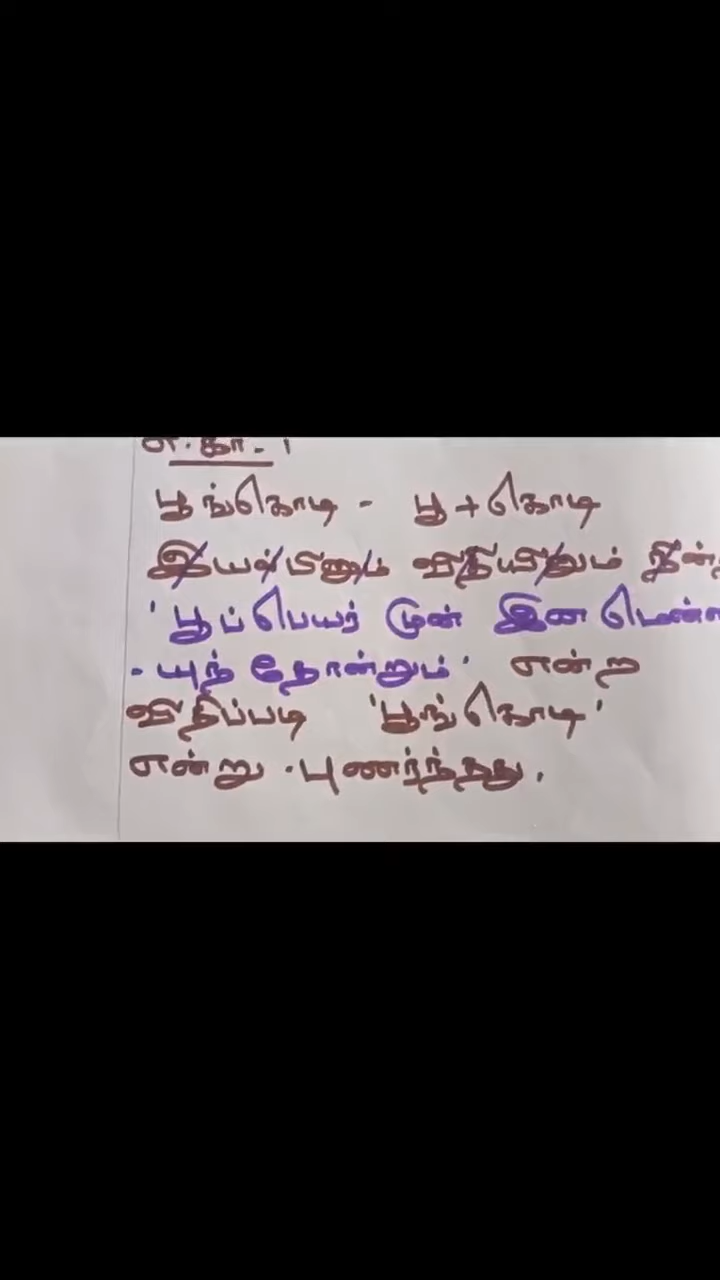 எ.கா - 1
பூங்கொடி - பூ + கொடி
இயல்பினும் விதியினும் நின்ற
'பூப்பெயர் முன் இன மென்
யுந் தோன்றும்' என்ற
விதிப்படி 'பூங்கொடி'
என்று புணர்ந்தது.